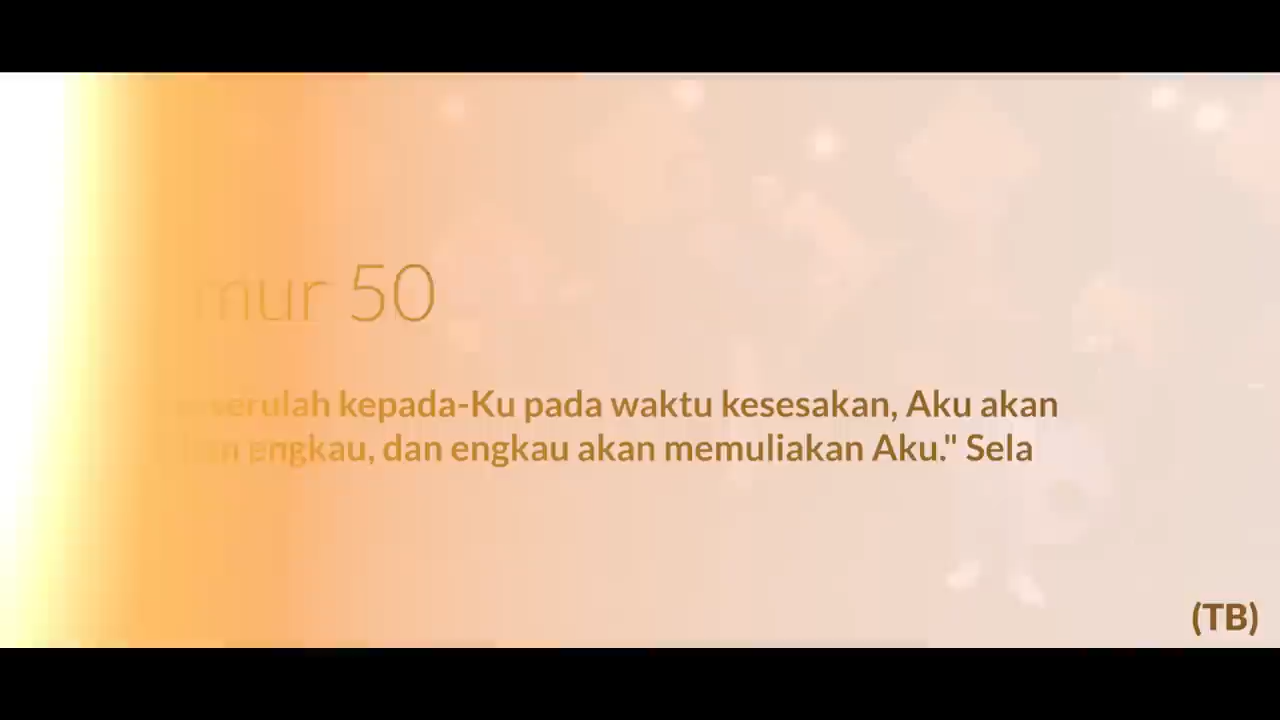 mur 50
serulah kepada-Ku pada waktu kesesakan, Aku akan
engkau, dan engkau akan memuliakan Aku." Sela
(TB)